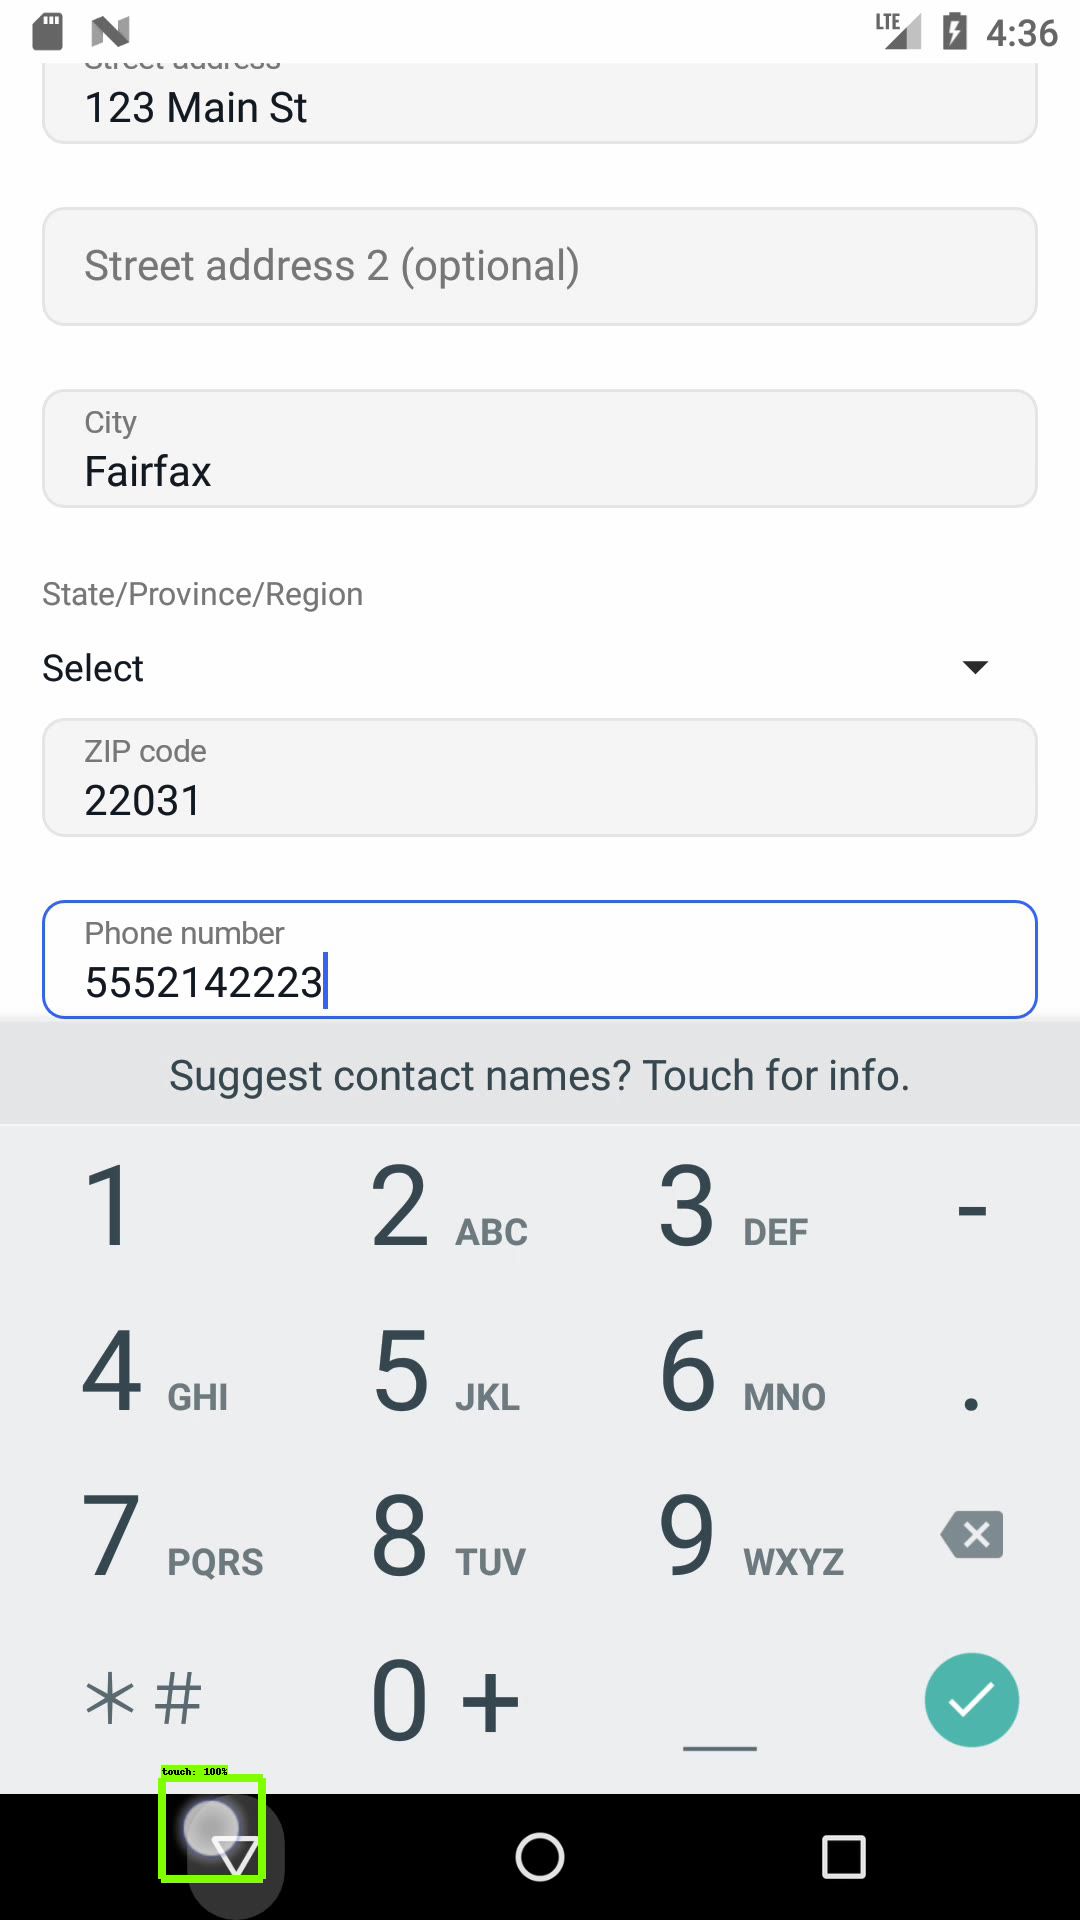 LTE 4:36
Street address
123 Main St
Street address 2 (optional)
City
Fairfax
State/Province/Region
Select
ZIP code
22031
Phone number
5552142223
Suggest contact names? Touch for info.
1 2 ABC 3 DEF -
4 GHI 5 JKL 6 MNO .
7 PQRS 8 TUV 9 WXYZ
*# 0 + _
touch: 100%